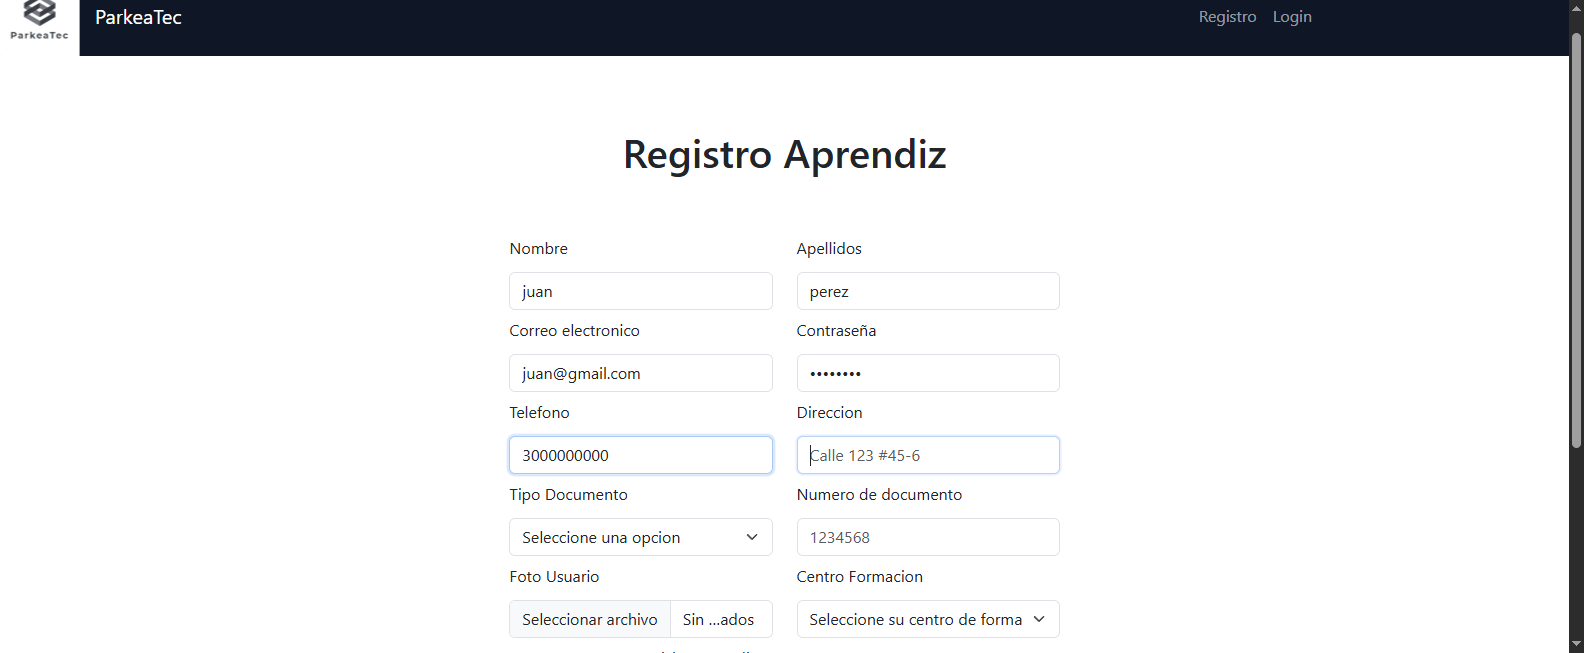 ParkeaTec
ParkeaTec
Registro Login
Registro Aprendiz
Nombre
Apellidos
juan
perez
Correo electronico
Contraseña
juan@gmail.com
••••••••
Telefono
Direccion
3000000000
Calle 123 #45-6
Tipo Documento
Numero de documento
Seleccione una opcion
1234568
Foto Usuario
Centro Formacion
Seleccionar archivo
Sin ...ados
Seleccione su centro de forma